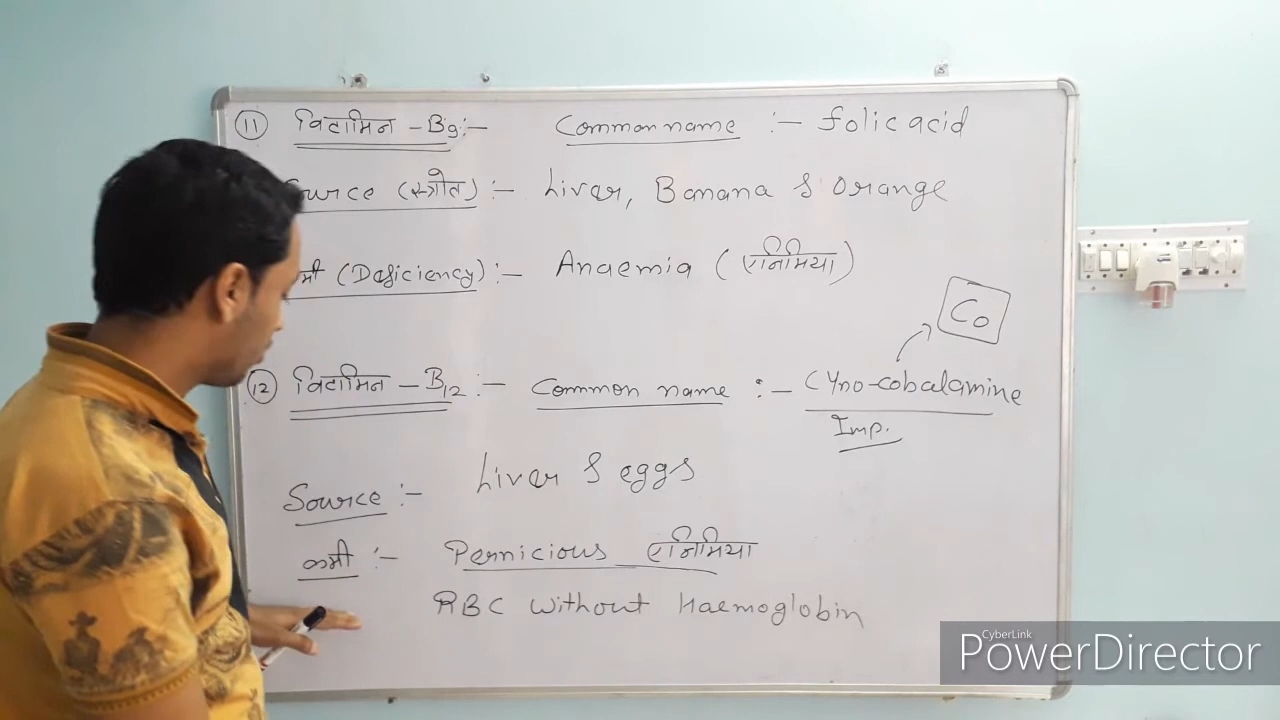 11 विटामिन - B9 :- Common name :- folic acid
Source (स्त्रोत) :- Liver, Banana & Orange
मी (Deficiency) :- Anaemia (एनिमिया)
Co
12 विटामिन - B12 :- Common name :- Cyno-cobalamine
Imp.
Source :- Liver & eggs
कमी :- Pernicious एनिमिया
RBC without Haemoglobin
CyberLink
PowerDirector